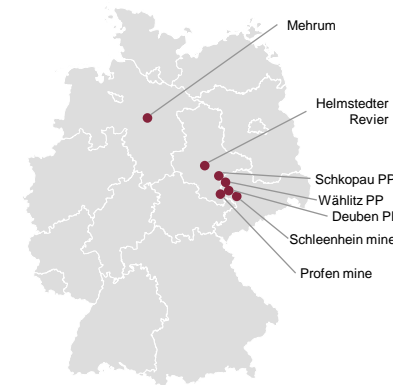 Mehrum
Helmstedter
Revier
Schkopau PP
Wählitz PP
Deuben P
Schleenhein mine
Profen mine